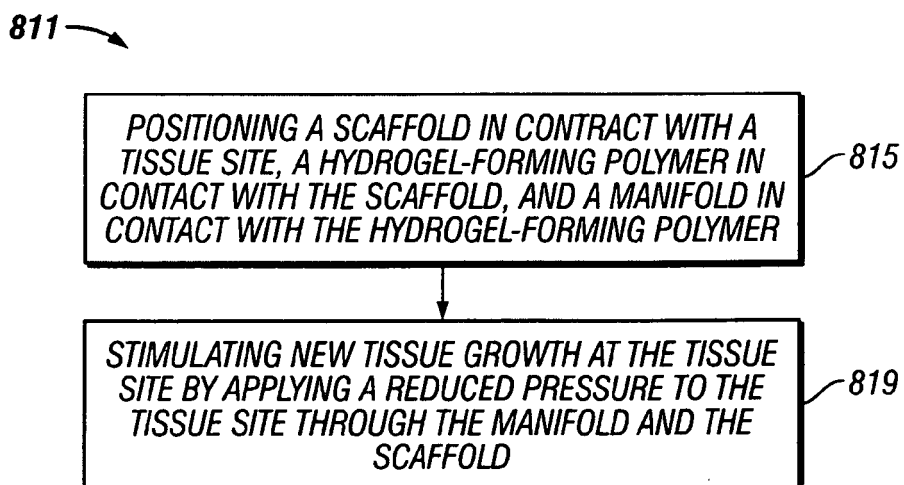 811
POSITIONING A SCAFFOLD IN CONTRACT WITH A
TISSUE SITE, A HYDROGEL-FORMING POLYMER IN
CONTACT WITH THE SCAFFOLD, AND A MANIFOLD IN
CONTACT WITH THE HYDROGEL-FORMING POLYMER
815
STIMULATING NEW TISSUE GROWTH AT THE TISSUE
SITE BY APPLYING A REDUCED PRESSURE TO THE
TISSUE SITE THROUGH THE MANIFOLD AND THE
SCAFFOLD
819